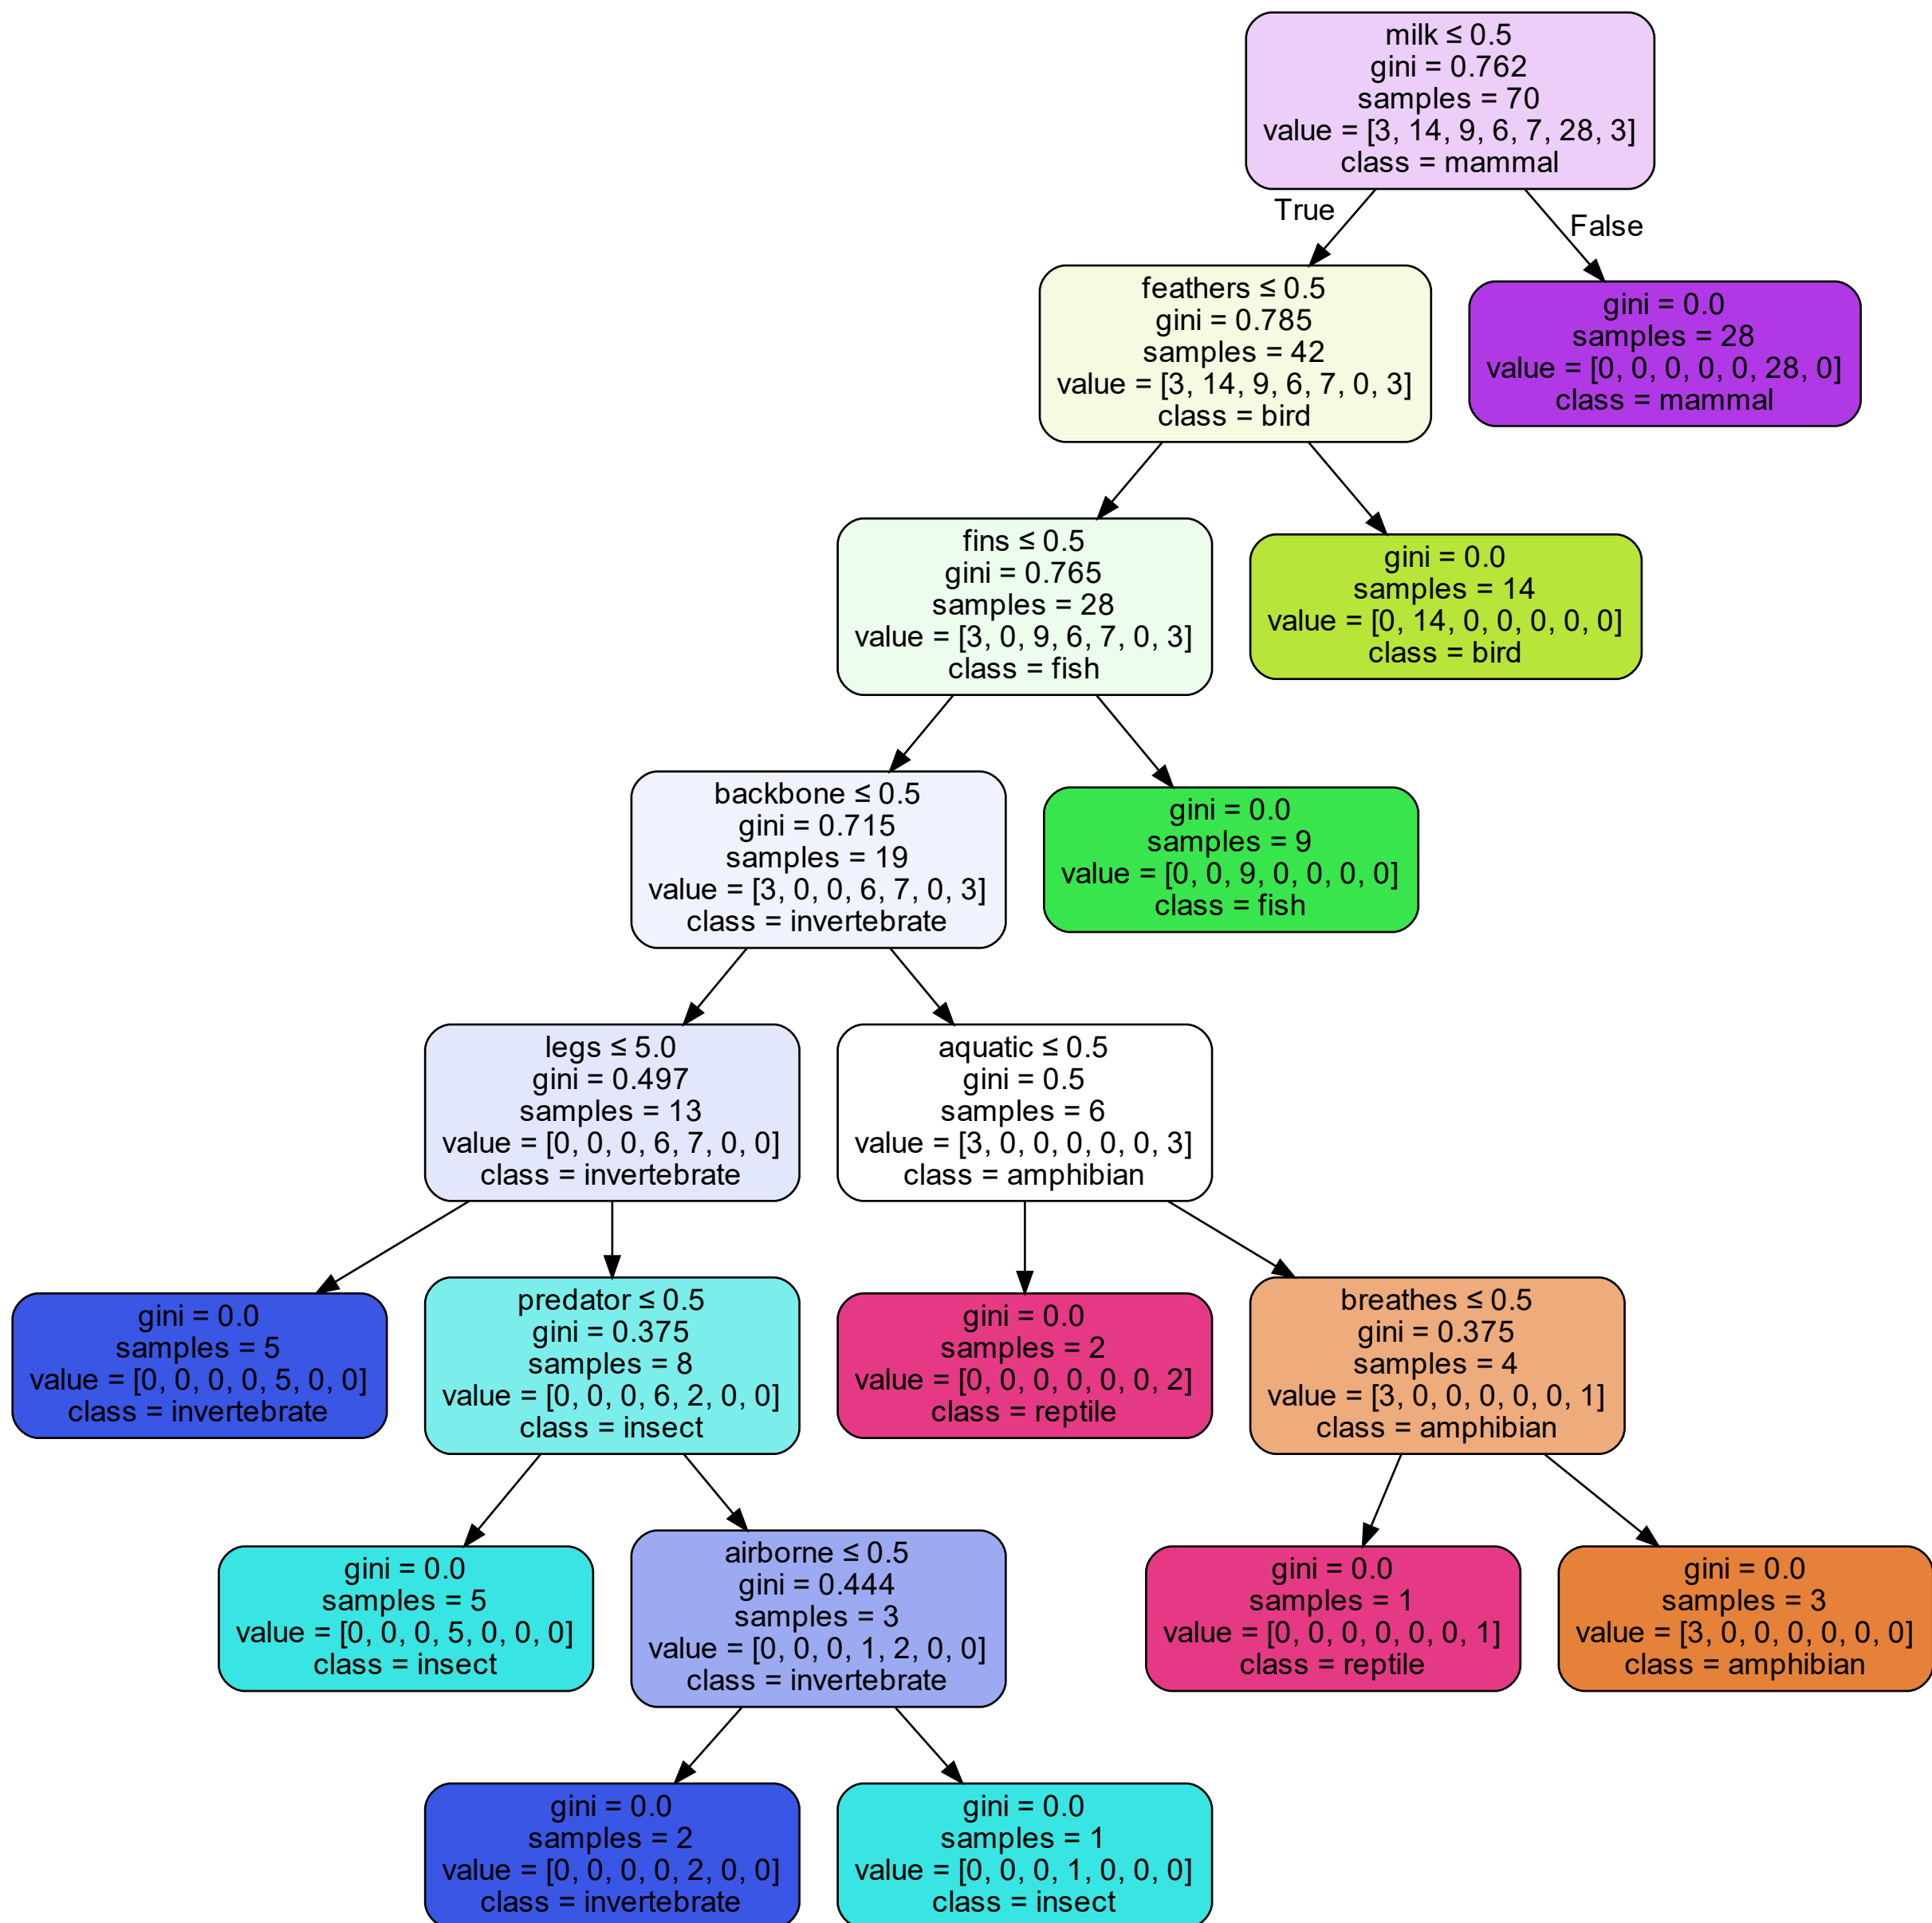 milk ≤ 0.5
gini = 0.762
samples = 70
value = [3, 14, 9, 6, 7, 28, 3]
class = mammal
True
False
feathers ≤ 0.5
gini = 0.785
samples = 42
value = [3, 14, 9, 6, 7, 0, 3]
class = bird
gini = 0.0
samples = 28
value = [0, 0, 0, 0, 0, 28, 0]
class = mammal
fins ≤ 0.5
gini = 0.765
samples = 28
value = [3, 0, 9, 6, 7, 0, 3]
class = fish
gini = 0.0
samples = 14
value = [0, 14, 0, 0, 0, 0, 0]
class = bird
backbone ≤ 0.5
gini = 0.715
samples = 19
value = [3, 0, 0, 6, 7, 0, 3]
class = invertebrate
gini = 0.0
samples = 9
value = [0, 0, 9, 0, 0, 0, 0]
class = fish
legs ≤ 5.0
gini = 0.497
samples = 13
value = [0, 0, 0, 6, 7, 0, 0]
class = invertebrate
aquatic ≤ 0.5
gini = 0.5
samples = 6
value = [3, 0, 0, 0, 0, 0, 3]
class = amphibian
gini = 0.0
samples = 5
value = [0, 0, 0, 0, 5, 0, 0]
class = invertebrate
predator ≤ 0.5
gini = 0.375
samples = 8
value = [0, 0, 0, 6, 2, 0, 0]
class = insect
gini = 0.0
samples = 2
value = [0, 0, 0, 0, 0, 0, 2]
class = reptile
breathes ≤ 0.5
gini = 0.375
samples = 4
value = [3, 0, 0, 0, 0, 0, 1]
class = amphibian
gini = 0.0
samples = 5
value = [0, 0, 0, 5, 0, 0, 0]
class = insect
airborne ≤ 0.5
gini = 0.444
samples = 3
value = [0, 0, 0, 1, 2, 0, 0]
class = invertebrate
gini = 0.0
samples = 1
value = [0, 0, 0, 0, 0, 0, 1]
class = reptile
gini = 0.0
samples = 3
value = [3, 0, 0, 0, 0, 0, 0]
class = amphibian
gini = 0.0
samples = 2
value = [0, 0, 0, 0, 2, 0, 0]
class = invertebrate
gini = 0.0
samples = 1
value = [0, 0, 0, 1, 0, 0, 0]
class = insect